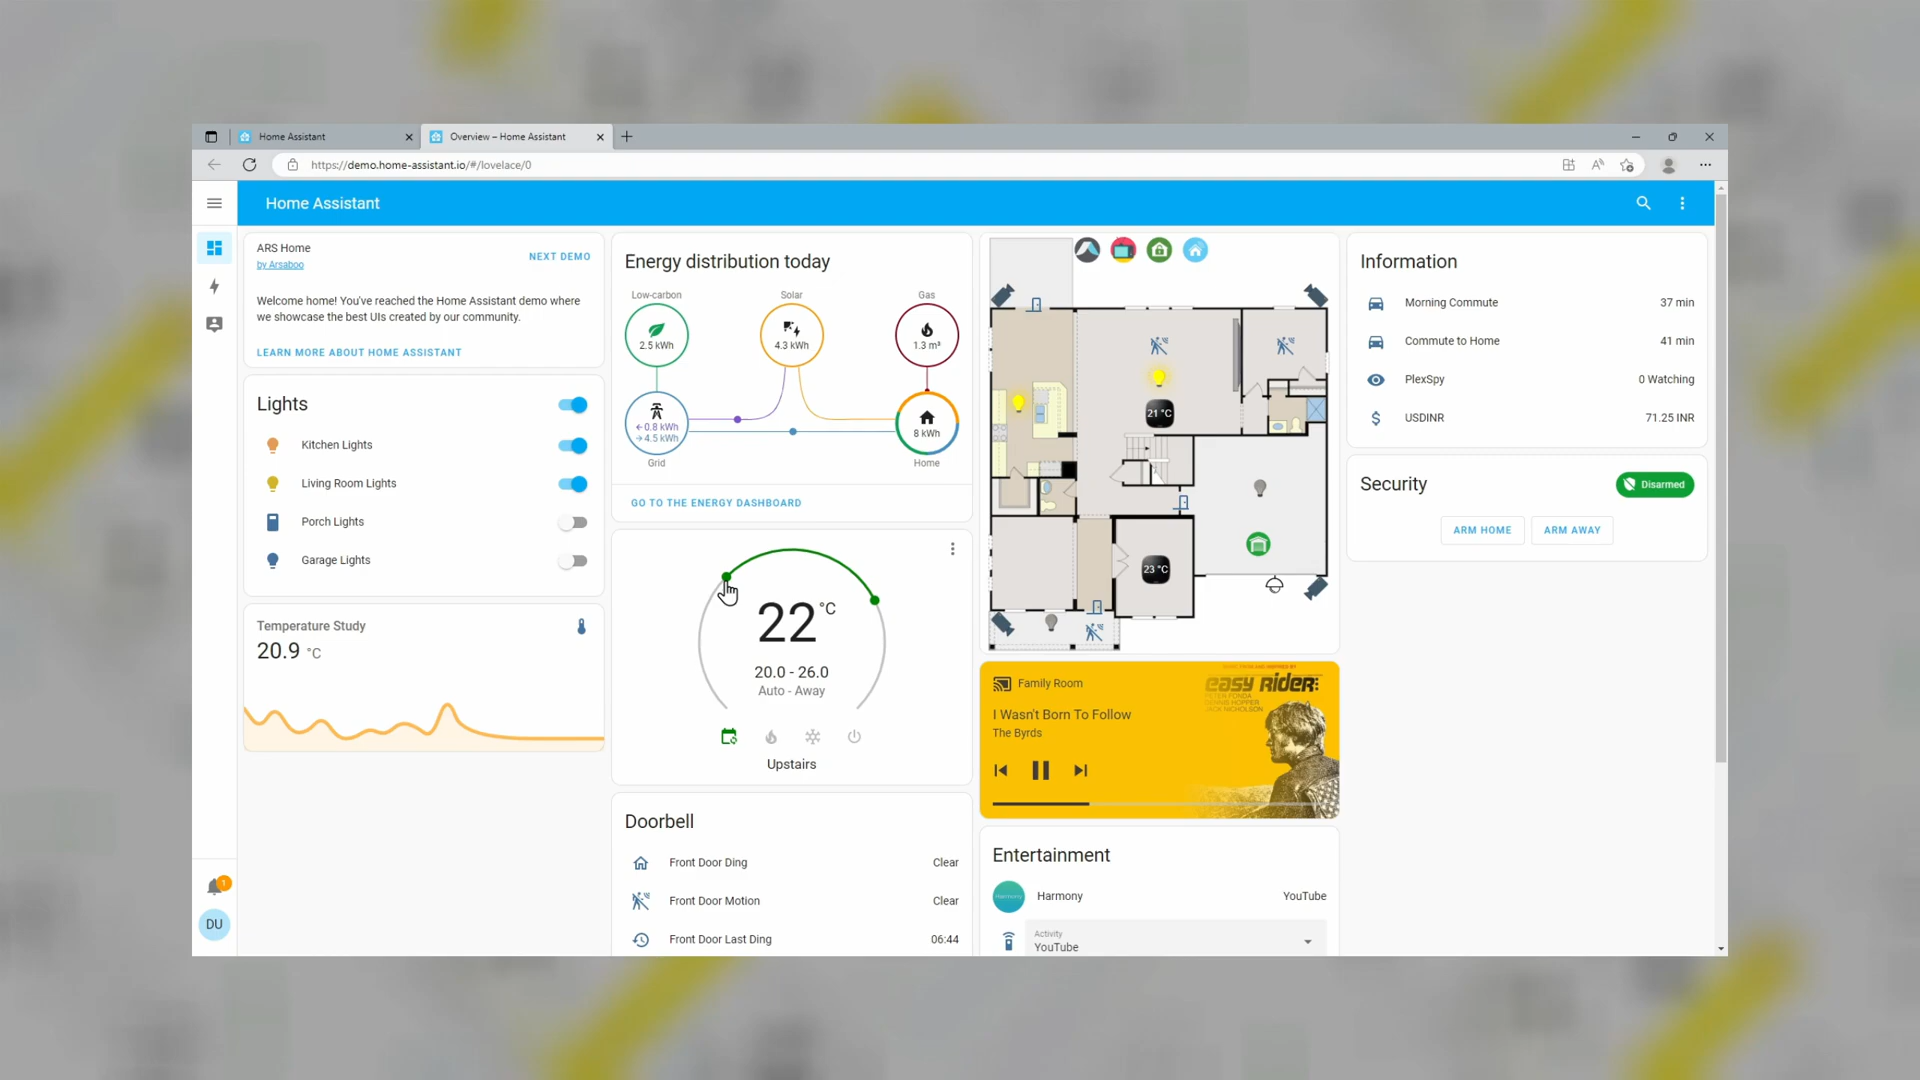 Home Assistant
Overview – Home Assistant
https://demo.home-assistant.io/#/lovelace/0
Home Assistant
ARS Home
by Arsaboo
NEXT DEMO
Welcome home! You've reached the Home Assistant demo where
we showcase the best UIs created by our community.
LEARN MORE ABOUT HOME ASSISTANT
Lights
Kitchen Lights
Living Room Lights
Porch Lights
Garage Lights
Temperature Study
20.9 °C
DU
1
Energy distribution today
Low-carbon
Solar
Gas
2.5 kWh
4.3 kWh
1.3 m³
←0.8 kWh
→4.5 kWh
8 kWh
Grid
Home
GO TO THE ENERGY DASHBOARD
22 °C
20.0 - 26.0
Auto - Away
Upstairs
Doorbell
Front Door Ding
Clear
Front Door Motion
Clear
Front Door Last Ding
06:44
21 °C
23 °C
Family Room
I Wasn't Born To Follow
The Byrds
easy RideR
PETER FONDA
DENNIS HOPPER
JACK NICHOLSON
Entertainment
Harmony
YouTube
Activity
YouTube
Information
Morning Commute
37 min
Commute to Home
41 min
PlexSpy
0 Watching
USDINR
71.25 INR
Security
Disarmed
ARM HOME
ARM AWAY